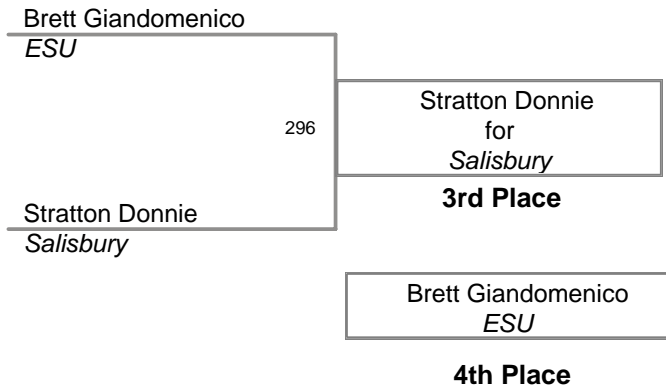 Brett Giandomenico
ESU
296
Stratton Donnie
for
Salisbury
3rd Place
Stratton Donnie
Salisbury
Brett Giandomenico
ESU
4th Place